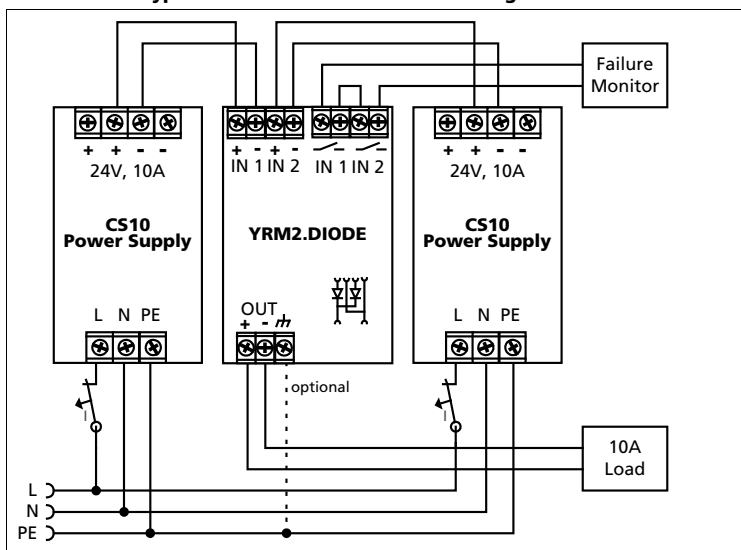 Failure
Monitor
+ + - -
24V, 10A
CS10
Power Supply
L N PE
+ - + -
IN 1 IN 2 IN 1 IN 2
YRM2.DIODE
OUT
+ -
optional
+ + - -
24V, 10A
CS10
Power Supply
L N PE
10A
Load
L
N
PE